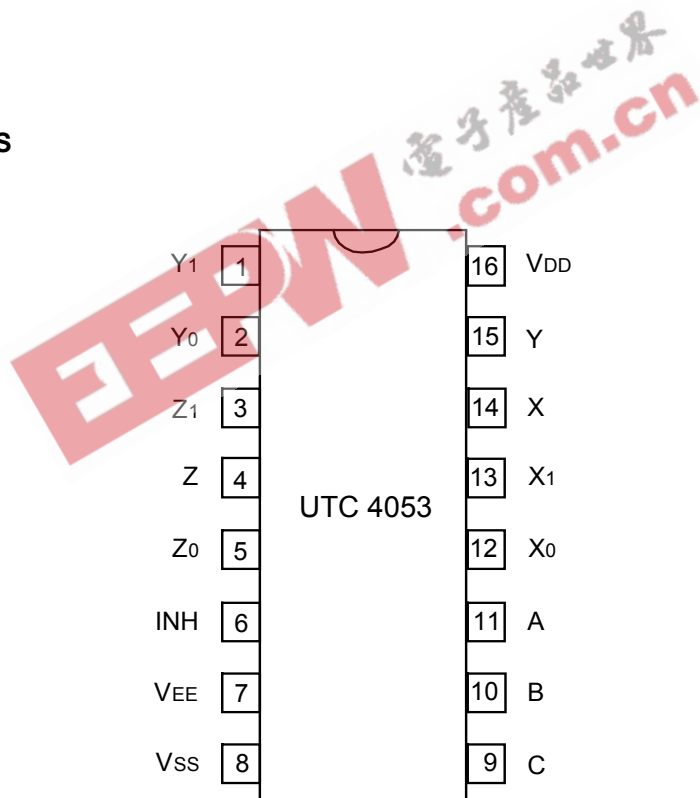 电子产品世界
.com.cn
EEPW
s
Y1 1 16 VDD
Y0 2 15 Y
Z1 3 14 X
Z 4 13 X1
UTC 4053
Z0 5 12 X0
INH 6 11 A
VEE 7 10 B
VSS 8 9 C